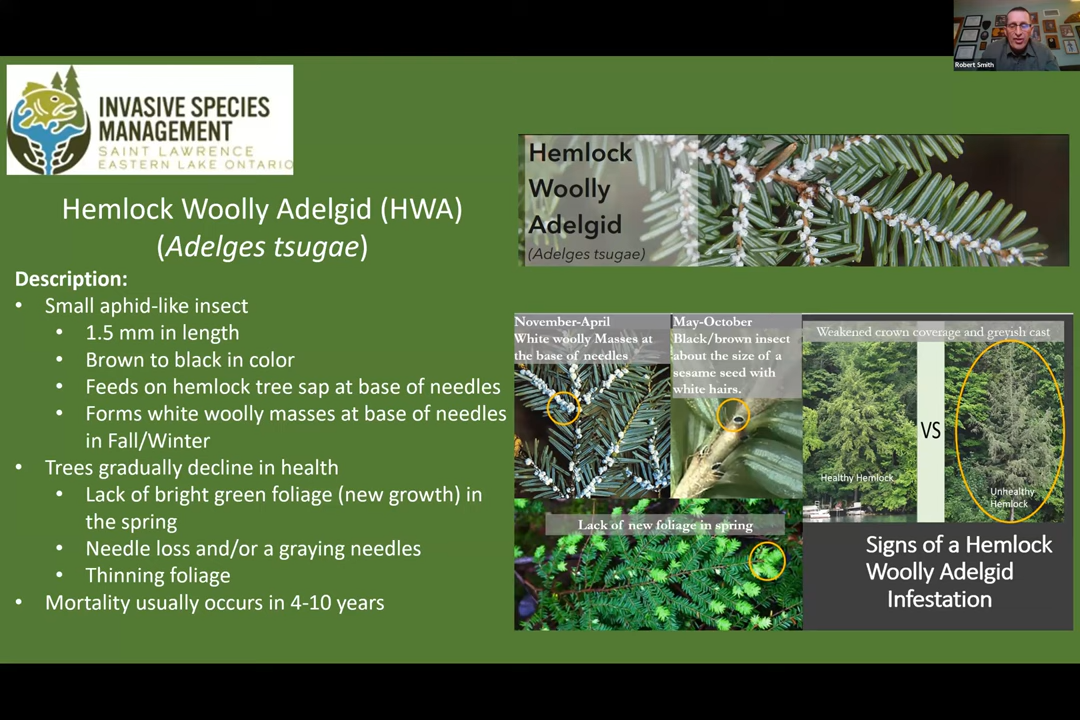 Robert Smith
INVASIVE SPECIES
MANAGEMENT
SAINT LAWRENCE
EASTERN LAKE ONTARIO
Hemlock Woolly Adelgid (HWA)
(Adelges tsugae)
Description:
• Small aphid-like insect
• 1.5 mm in length
• Brown to black in color
• Feeds on hemlock tree sap at base of needles
• Forms white woolly masses at base of needles
in Fall/Winter
• Trees gradually decline in health
• Lack of bright green foliage (new growth) in
the spring
• Needle loss and/or a graying needles
• Thinning foliage
• Mortality usually occurs in 4-10 years
Hemlock
Woolly
Adelgid
(Adelges tsugae)
November-April
White woolly Masses at
the base of needles
May-October
Black/brown insect
about the size of a
sesame seed with
white hairs.
Weakened crown coverage and greyish cast
VS
Healthy Hemlock
Unhealthy
Hemlock
Lack of new foliage in spring
Signs of a Hemlock
Woolly Adelgid
Infestation